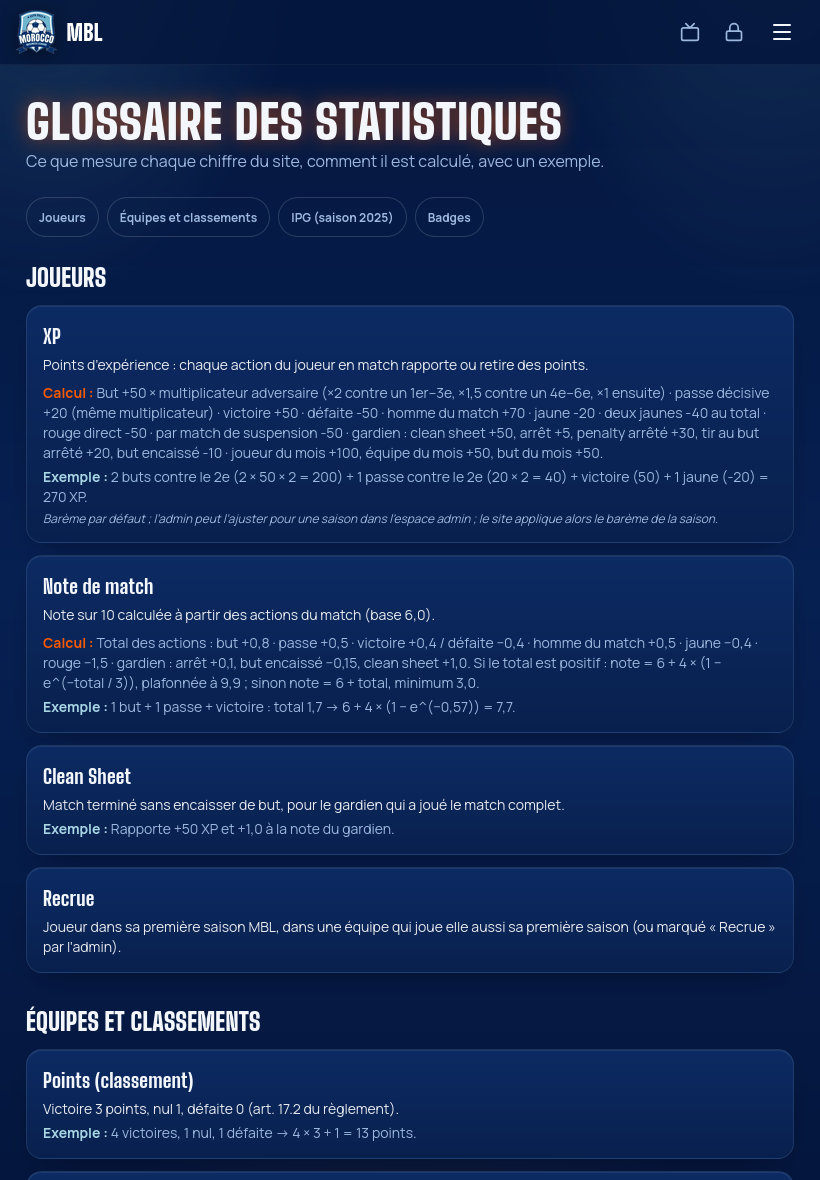 MOROCCO
MBL
GLOSSAIRE DES STATISTIQUES
Ce que mesure chaque chiffre du site, comment il est calculé, avec un exemple.
Joueurs
Équipes et classements
IPG (saison 2025)
Badges
JOUEURS
XP
Points d'expérience : chaque action du joueur en match rapporte ou retire des points.
Calcul : But +50 × multiplicateur adversaire (×2 contre un 1er–3e, ×1,5 contre un 4e–6e, ×1 ensuite) · passe décisive
+20 (même multiplicateur) · victoire +50 · défaite -50 · homme du match +70 · jaune -20 · deux jaunes -40 au total ·
rouge direct -50 · par match de suspension -50 · gardien : clean sheet +50, arrêt +5, penalty arrêté +30, tir au but
arrêté +20, but encaissé -10 · joueur du mois +100, équipe du mois +50, but du mois +50.
Exemple : 2 buts contre le 2e (2 × 50 × 2 = 200) + 1 passe contre le 2e (20 × 2 = 40) + victoire (50) + 1 jaune (-20) =
270 XP.
Barème par défaut ; l'admin peut l'ajuster pour une saison dans l'espace admin ; le site applique alors le barème de la saison.
Note de match
Note sur 10 calculée à partir des actions du match (base 6,0).
Calcul : Total des actions : but +0,8 · passe +0,5 · victoire +0,4 / défaite −0,4 · homme du match +0,5 · jaune −0,4 ·
rouge −1,5 · gardien : arrêt +0,1, but encaissé −0,15, clean sheet +1,0. Si le total est positif : note = 6 + 4 × (1 −
e^(−total / 3)), plafonnée à 9,9 ; sinon note = 6 + total, minimum 3,0.
Exemple : 1 but + 1 passe + victoire : total 1,7 → 6 + 4 × (1 − e^(−0,57)) = 7,7.
Clean Sheet
Match terminé sans encaisser de but, pour le gardien qui a joué le match complet.
Exemple : Rapporte +50 XP et +1,0 à la note du gardien.
Recrue
Joueur dans sa première saison MBL, dans une équipe qui joue elle aussi sa première saison (ou marqué « Recrue »
par l'admin).
ÉQUIPES ET CLASSEMENTS
Points (classement)
Victoire 3 points, nul 1, défaite 0 (art. 17.2 du règlement).
Exemple : 4 victoires, 1 nul, 1 défaite → 4 × 3 + 1 = 13 points.